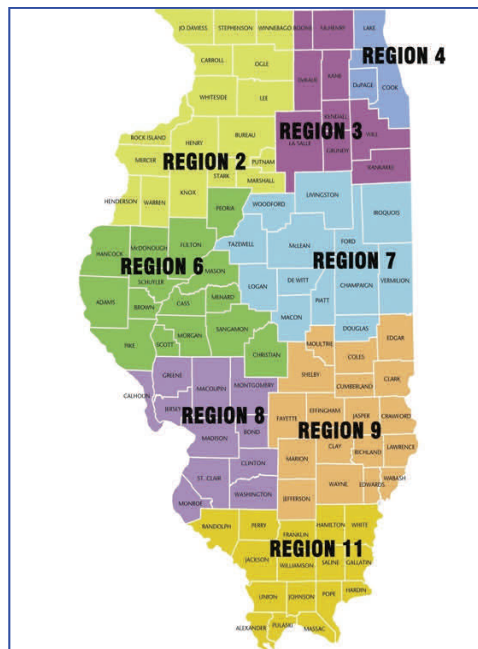 JO DAVIESS
STEPHENSON
WINNEBAGO
BOONE
McHENRY
LAKE
REGION 4
CARROLL
OGLE
DeKALB
KANE
DuPAGE
COOK
WHITESIDE
LEE
KENDALL
REGION 3
WILL
ROCK ISLAND
HENRY
BUREAU
LA SALLE
GRUNDY
MERCER
REGION 2
PUTNAM
KANKAKEE
STARK
MARSHALL
HENDERSON
WARREN
KNOX
PEORIA
WOODFORD
LIVINGSTON
IROQUOIS
HANCOCK
McDONOUGH
FULTON
TAZEWELL
McLEAN
FORD
REGION 6
REGION 7
SCHUYLER
MASON
ADAMS
BROWN
CASS
MENARD
LOGAN
DE WITT
CHAMPAIGN
VERMILION
PIATT
MACON
PIKE
SCOTT
MORGAN
SANGAMON
DOUGLAS
EDGAR
MOULTRIE
CHRISTIAN
COLES
SHELBY
GREENE
MACOUPIN
MONTGOMERY
CUMBERLAND
CLARK
CALHOUN
JERSEY
REGION 8
FAYETTE
EFFINGHAM
JASPER
CRAWFORD
MADISON
BOND
REGION 9
CLAY
RICHLAND
LAWRENCE
MARION
CLINTON
ST. CLAIR
WAYNE
EDWARDS
WABASH
MONROE
WASHINGTON
JEFFERSON
RANDOLPH
PERRY
FRANKLIN
HAMILTON
WHITE
REGION 11
JACKSON
WILLIAMSON
SALINE
GALLATIN
UNION
JOHNSON
POPE
HARDIN
ALEXANDER
PULASKI
MASSAC